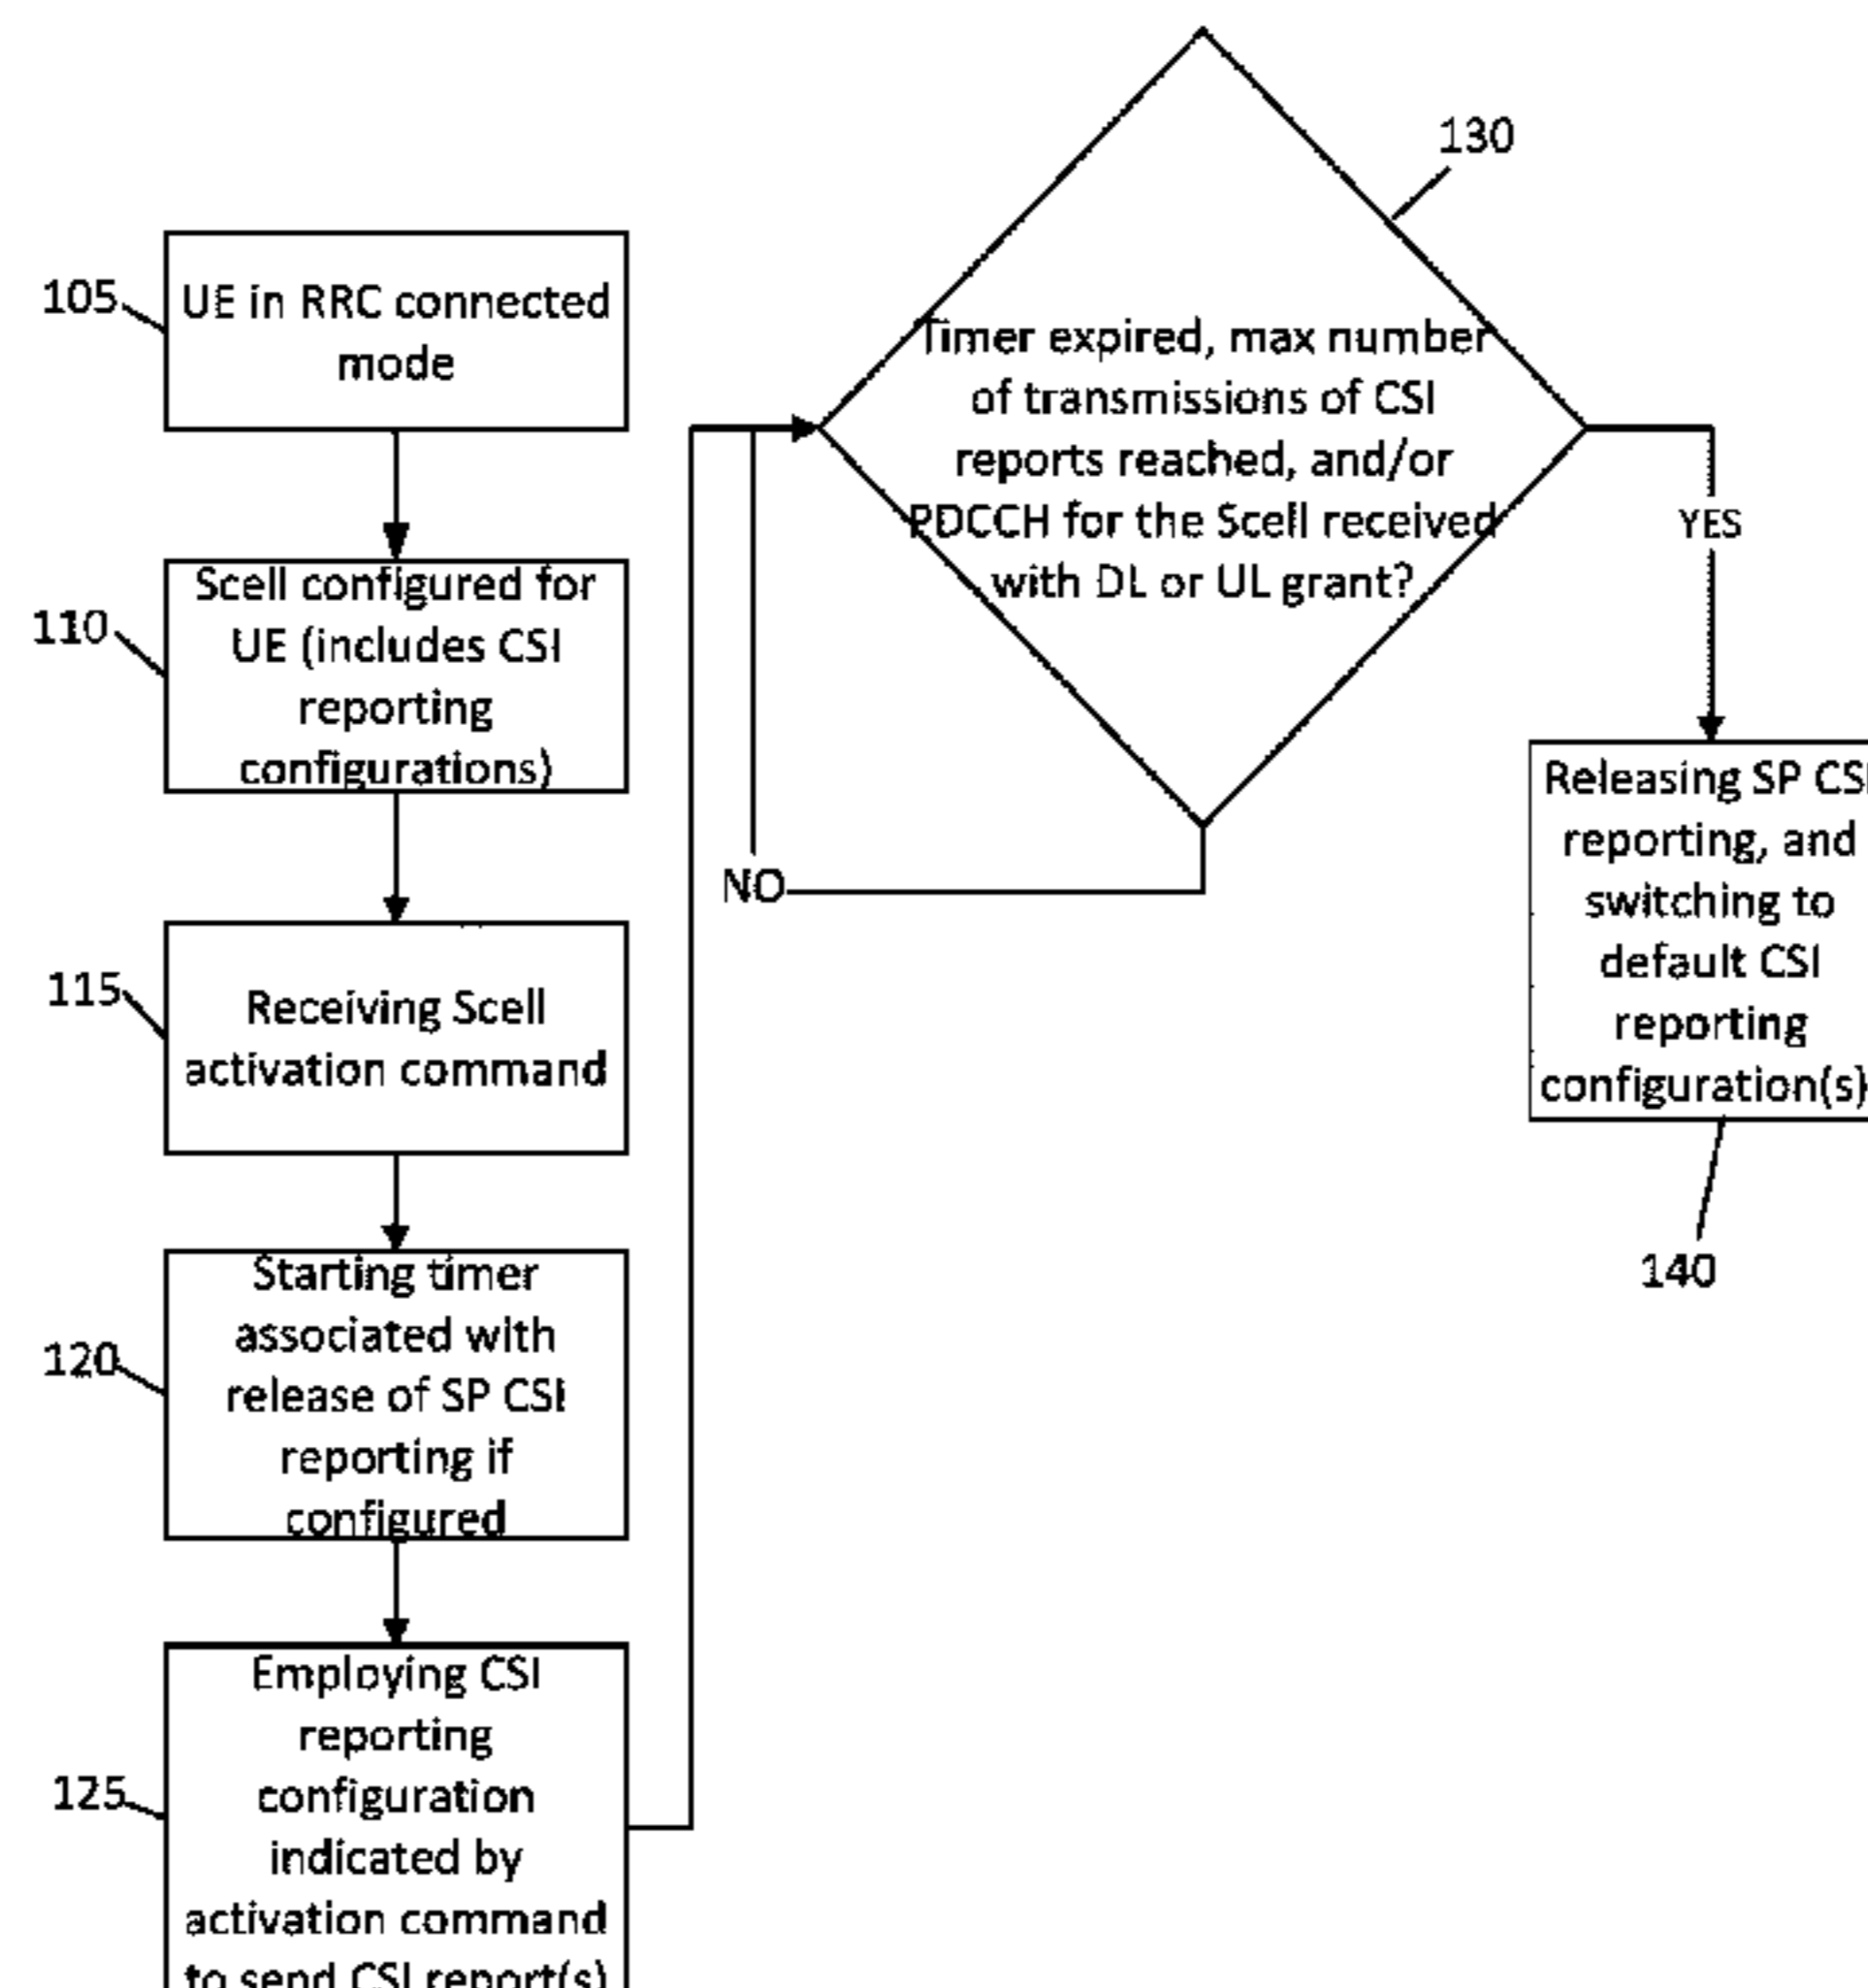 105
UE in RRC connected
mode
110
Scell configured for
UE (includes CSI
reporting
configurations)
115
Receiving Scell
activation command
120
Starting timer
associated with
release of SP CSI
reporting if
configured
125
Employing CSI
reporting
configuration
indicated by
activation command
to send CSI report(s)
130
Timer expired, max number
of transmissions of CSI
reports reached, and/or
PDCCH for the Scell received
with DL or UL grant?
NO
YES
Releasing SP CSI
reporting, and
switching to
default CSI
reporting
configuration(s)
140